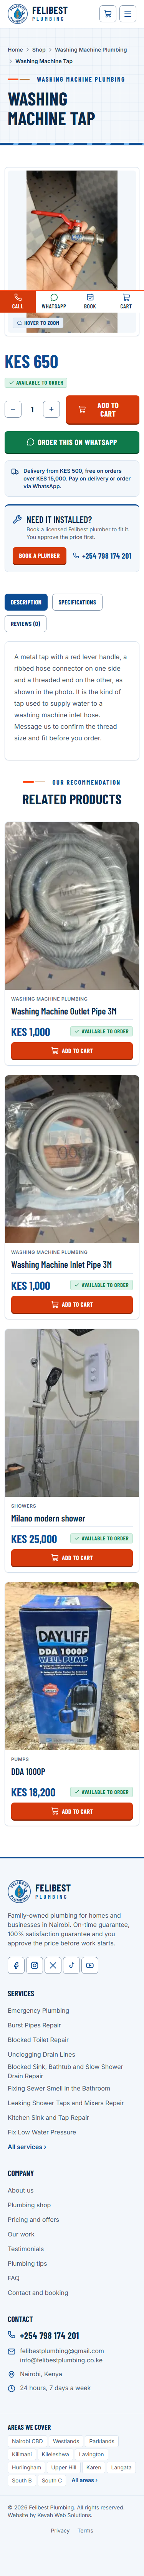 FELIBEST
PLUMBING
Home > Shop > Washing Machine Plumbing
> Washing Machine Tap
WASHING MACHINE PLUMBING
WASHING
MACHINE TAP
CALL
WHATSAPP
BOOK
CART
HOVER TO ZOOM
KES 650
AVAILABLE TO ORDER
− 1 +
ADD TO
CART
ORDER THIS ON WHATSAPP
Delivery from KES 500, free on orders
over KES 15,000. Pay on delivery or order
via WhatsApp.
NEED IT INSTALLED?
Book a licensed Felibest plumber to fit it.
You approve the price first.
BOOK A PLUMBER
+254 798 174 201
DESCRIPTION
SPECIFICATIONS
REVIEWS (0)
A metal tap with a red lever handle, a
ribbed hose connector on one side
and a threaded end on the other, as
shown in the photo. It is the kind of
tap used to supply water to a
washing machine inlet hose.
Message us to confirm the thread
size and fit before you order.
OUR RECOMMENDATION
RELATED PRODUCTS
WASHING MACHINE PLUMBING
Washing Machine Outlet Pipe 3M
KES 1,000
AVAILABLE TO ORDER
ADD TO CART
WASHING MACHINE PLUMBING
Washing Machine Inlet Pipe 3M
KES 1,000
AVAILABLE TO ORDER
ADD TO CART
SHOWERS
Milano modern shower
KES 25,000
AVAILABLE TO ORDER
ADD TO CART
DAYLIFF
DDA 1000P
WELL PUMP
PUMPS
DDA 1000P
KES 18,200
AVAILABLE TO ORDER
ADD TO CART
FELIBEST
PLUMBING
Family-owned plumbing for homes and
businesses in Nairobi. On-time guarantee,
100% satisfaction guarantee and you
approve the price before work starts.
SERVICES
Emergency Plumbing
Burst Pipes Repair
Blocked Toilet Repair
Unclogging Drain Lines
Blocked Sink, Bathtub and Slow Shower
Drain Repair
Fixing Sewer Smell in the Bathroom
Leaking Shower Taps and Mixers Repair
Kitchen Sink and Tap Repair
Fix Low Water Pressure
All services ›
COMPANY
About us
Plumbing shop
Pricing and offers
Our work
Testimonials
Plumbing tips
FAQ
Contact and booking
CONTACT
+254 798 174 201
felibestplumbing@gmail.com
info@felibestplumbing.co.ke
Nairobi, Kenya
24 hours, 7 days a week
AREAS WE COVER
Nairobi CBD Westlands Parklands
Kilimani Kileleshwa Lavington
Hurlingham Upper Hill Karen Langata
South B South C All areas ›
© 2026 Felibest Plumbing. All rights reserved.
Website by Kevah Web Solutions.
Privacy Terms